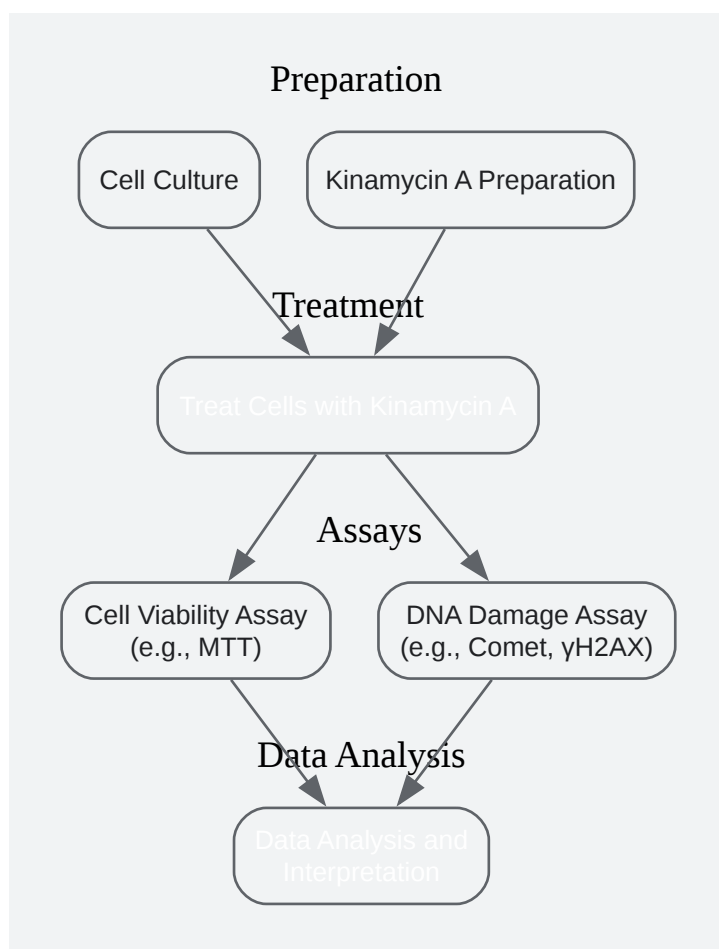 Preparation
Cell Culture
Kinamycin A Preparation
Treatment
Treat Cells with Kinamycin A
Assays
Cell Viability Assay
(e.g., MTT)
DNA Damage Assay
(e.g., Comet, γH2AX)
Data Analysis
Data Analysis and
Interpretation